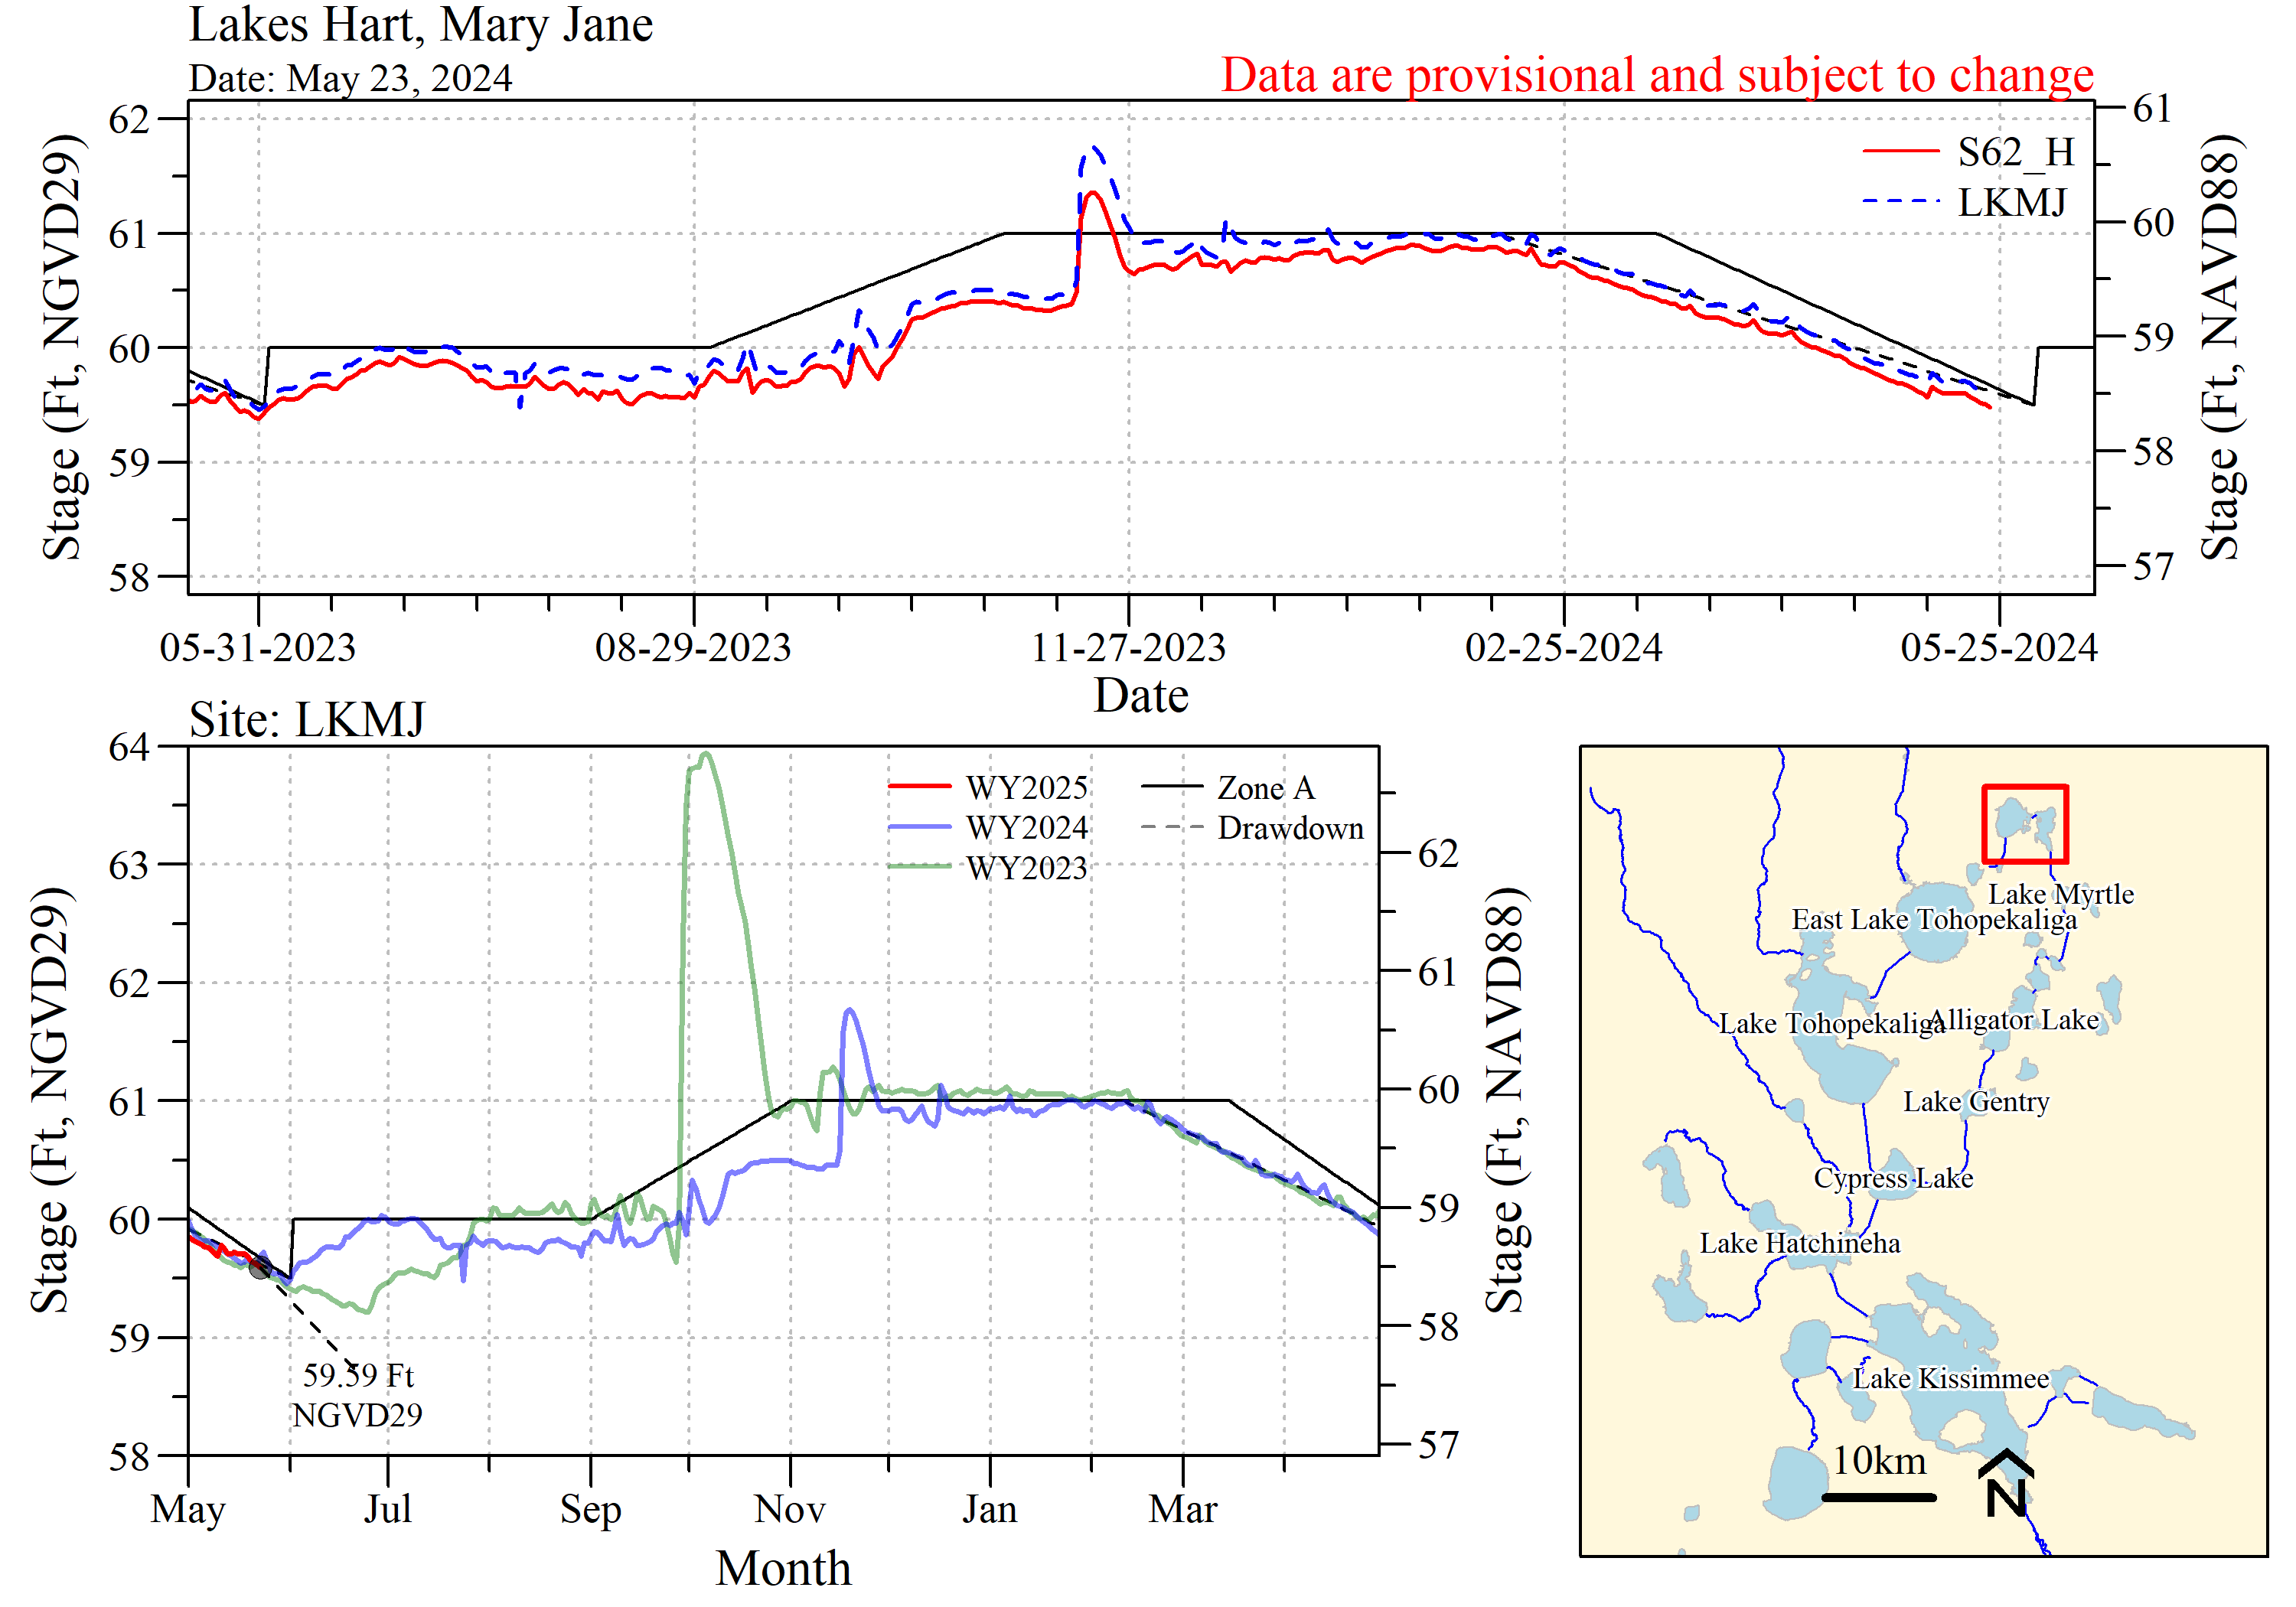 Lakes Hart, Mary Jane
Date: May 23, 2024
Data are provisional and subject to change
62
61
60
59
58
Stage (Ft, NGVD29)
61
60
59
58
57
Stage (Ft, NAVD88)
S62_H
LKMJ
05-31-2023
08-29-2023
11-27-2023
02-25-2024
05-25-2024
Date
Site: LKMJ
64
63
62
61
60
59
58
Stage (Ft, NGVD29)
WY2025
WY2024
WY2023
Zone A
Drawdown
62
61
60
59
58
57
Stage (Ft, NAVD88)
59.59 Ft
NGVD29
May
Jul
Sep
Nov
Jan
Mar
Month
Lake Myrtle
East Lake Tohopekaliga
Lake Tohopekaliga
Alligator Lake
Lake Gentry
Cypress Lake
Lake Hatchineha
Lake Kissimmee
10km
N